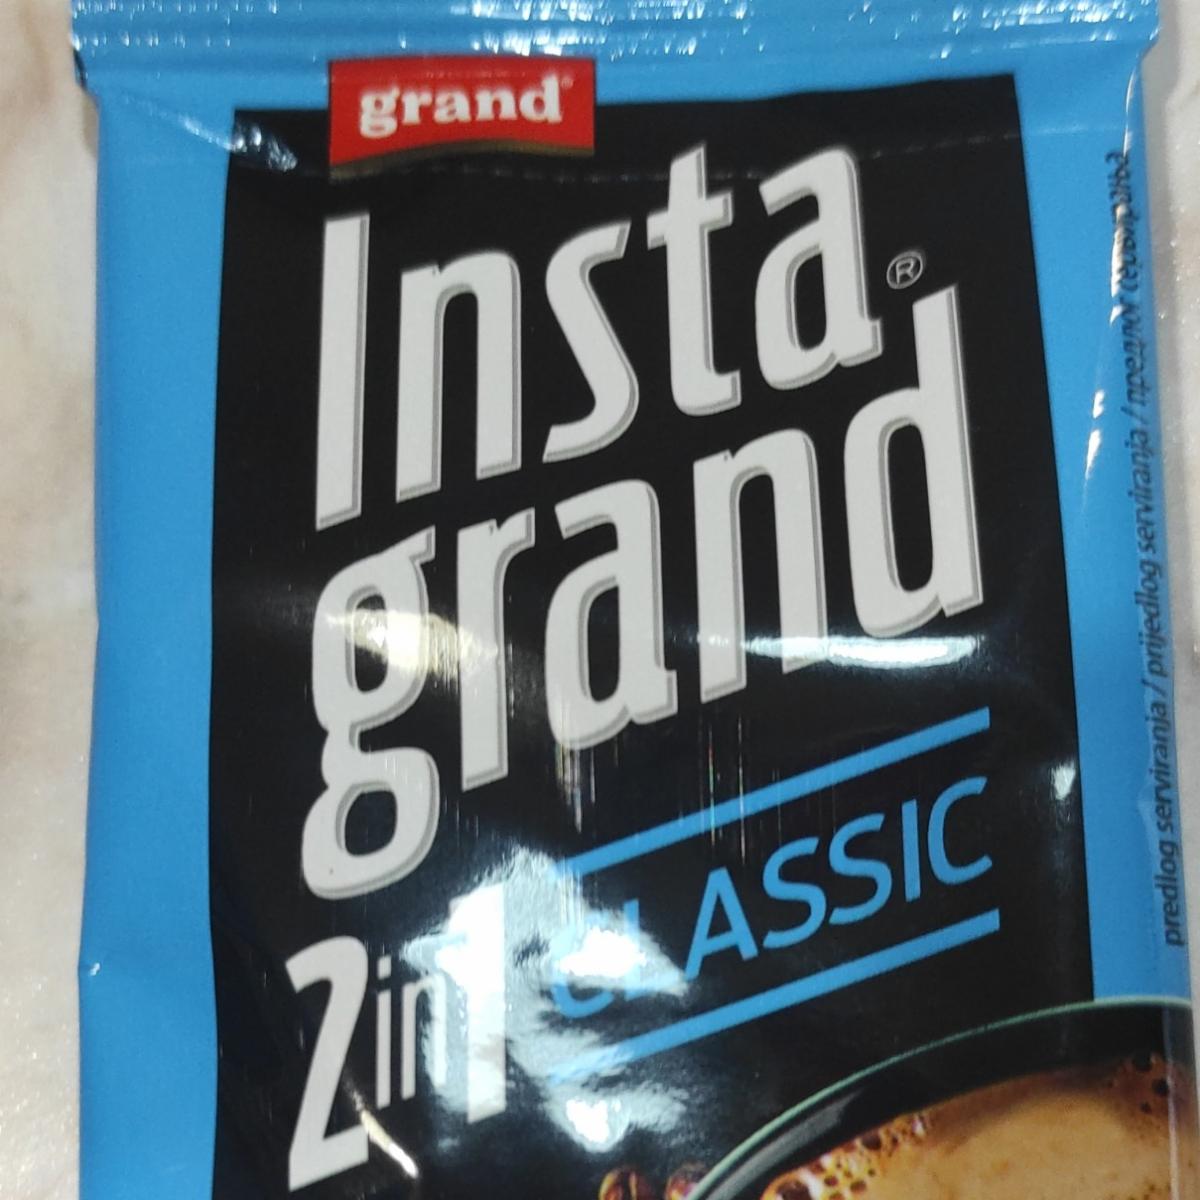 grand®
Insta
grand®
2in1
CLASSIC
predlog serviranja / prijedlog serviranja / предлог сервирања